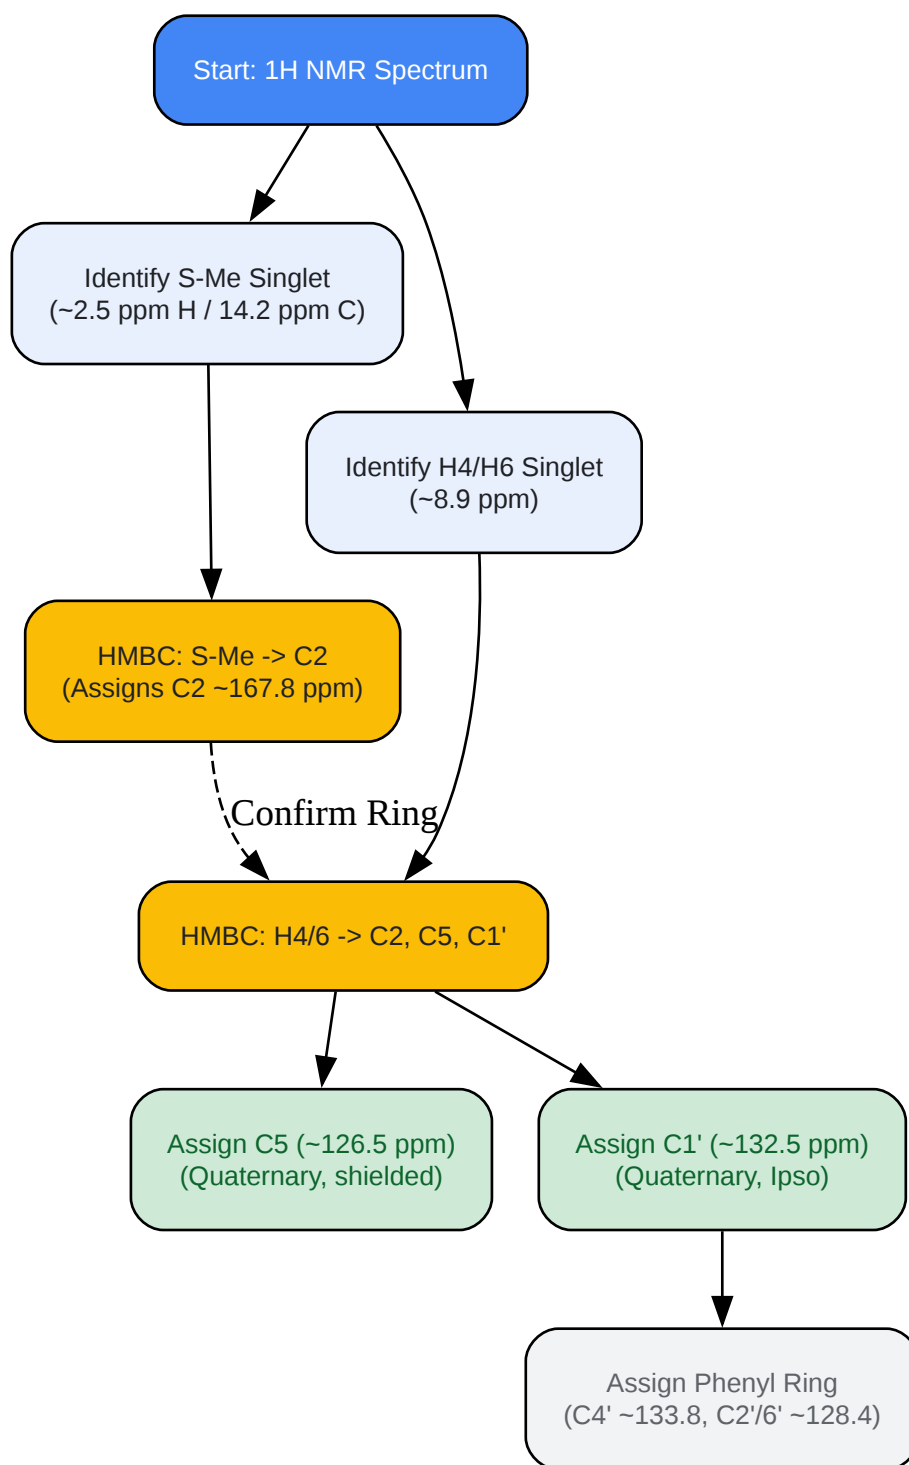 Start: 1H NMR Spectrum
Identify S-Me Singlet
(~2.5 ppm H / 14.2 ppm C)
Identify H4/H6 Singlet
(~8.9 ppm)
HMBC: S-Me -> C2
(Assigns C2 ~167.8 ppm)
Confirm Ring
HMBC: H4/6 -> C2, C5, C1'
Assign C5 (~126.5 ppm)
(Quaternary, shielded)
Assign C1' (~132.5 ppm)
(Quaternary, Ipso)
Assign Phenyl Ring
(C4' ~133.8, C2'/6' ~128.4)